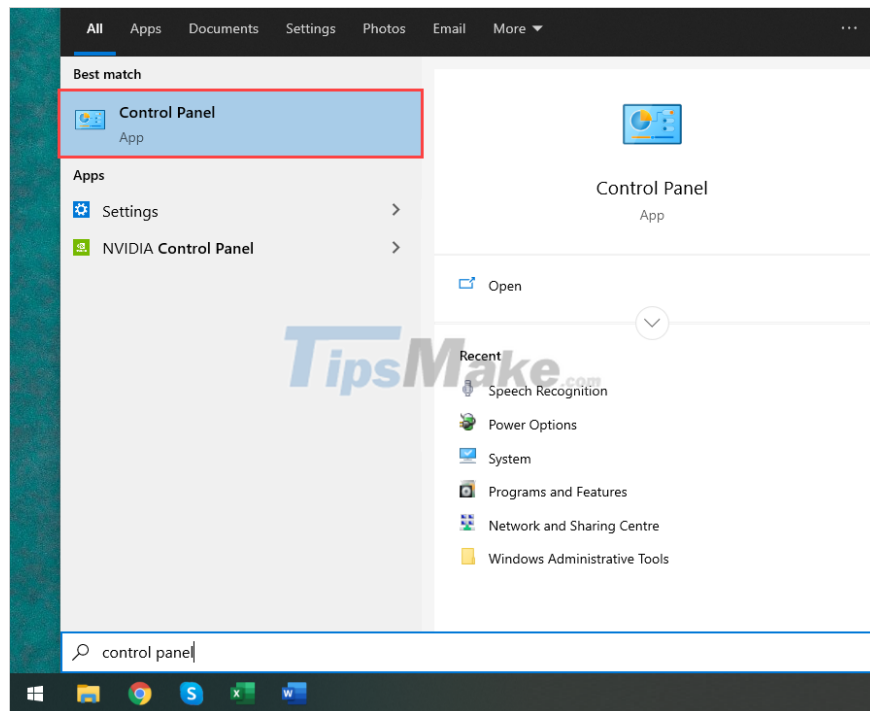 All Apps Documents Settings Photos Email More ...
Best match
Control Panel
App
Apps
Settings
NVIDIA Control Panel
Control Panel
App
Open
Recent
Speech Recognition
Power Options
System
Programs and Features
Network and Sharing Centre
Windows Administrative Tools
TipsMake.com
control panel
S
X
W